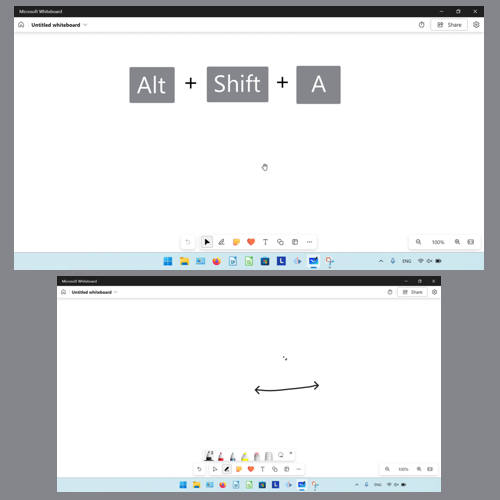 Microsoft Whiteboard
Untitled whiteboard
Share
Alt + Shift + A
T
100%
L
ENG
Microsoft Whiteboard
Untitled whiteboard
Share
T
100%
L
ENG